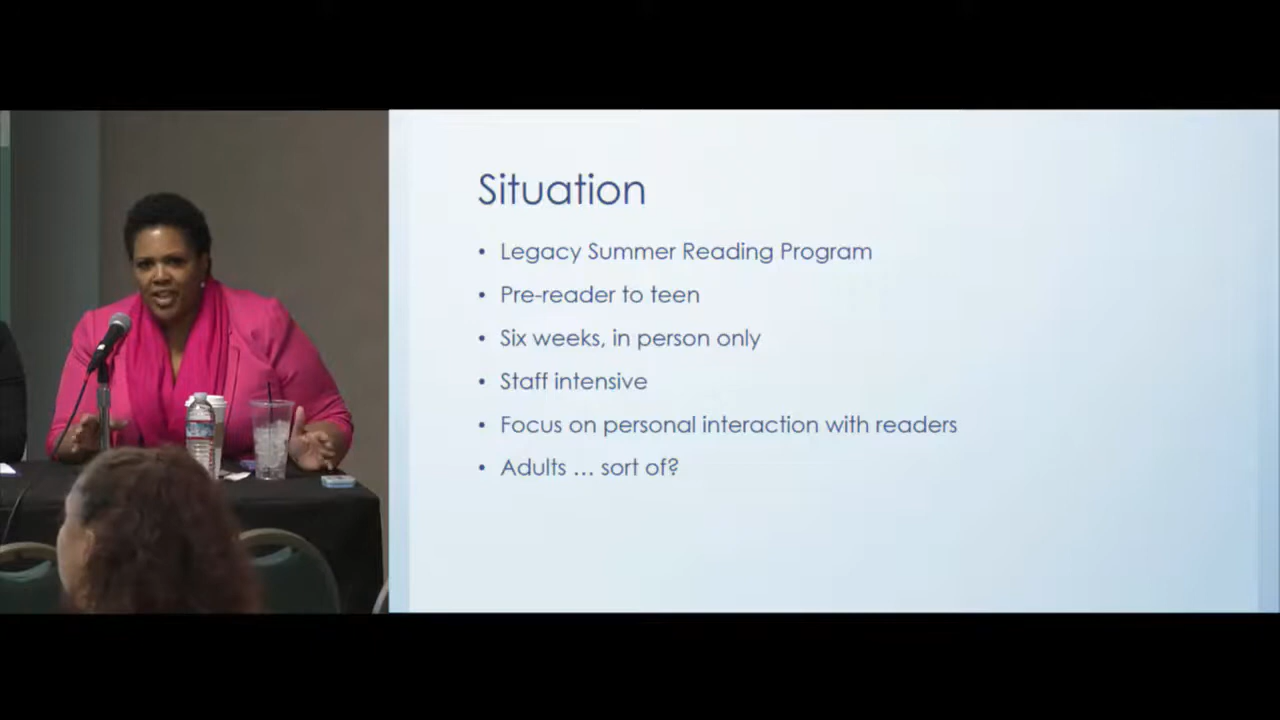 Situation
• Legacy Summer Reading Program
• Pre-reader to teen
• Six weeks, in person only
• Staff intensive
• Focus on personal interaction with readers
• Adults … sort of?